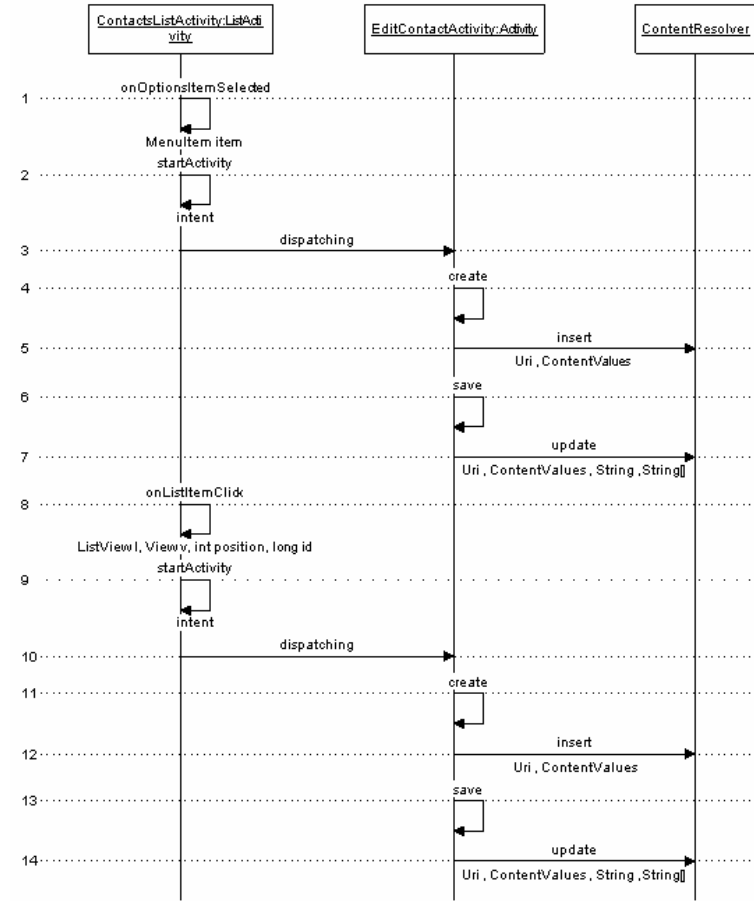 ContactsListActivity:ListActi
vity
EditContactActivity:Activity
ContentResolver
onOptionsItemSelected
1
MenuItem item
startActivity
2
intent
dispatching
3
create
4
insert
5
Uri , ContentValues
save
6
update
7
Uri , ContentValues , String ,String[]
onListItemClick
8
ListView l, View v, int position, long id
startActivity
9
intent
dispatching
10
create
11
insert
12
Uri , ContentValues
save
13
update
14
Uri , ContentValues , String ,String[]